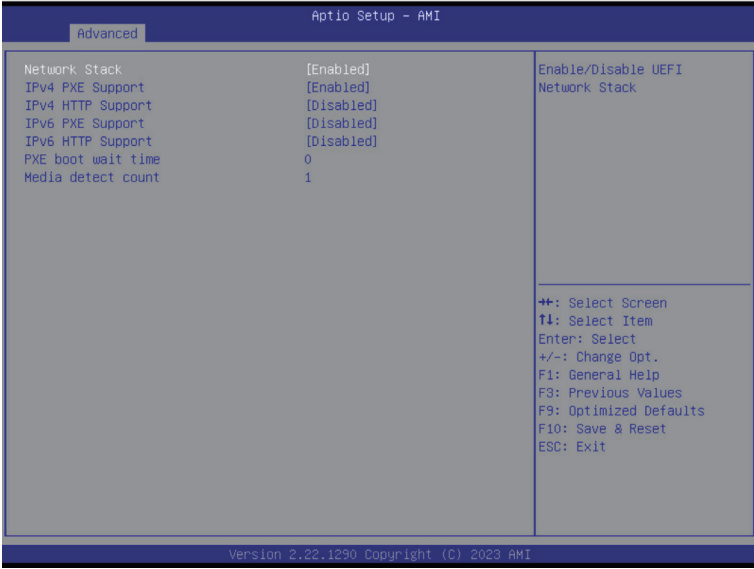 Aptio Setup – AMI
Advanced
Network Stack [Enabled]
IPv4 PXE Support [Enabled]
IPv4 HTTP Support [Disabled]
IPv6 PXE Support [Disabled]
IPv6 HTTP Support [Disabled]
PXE boot wait time 0
Media detect count 1
Enable/Disable UEFI
Network Stack
→←: Select Screen
↑↓: Select Item
Enter: Select
+/-: Change Opt.
F1: General Help
F3: Previous Values
F9: Optimized Defaults
F10: Save & Reset
ESC: Exit
Version 2.22.1290 Copyright (C) 2023 AMI